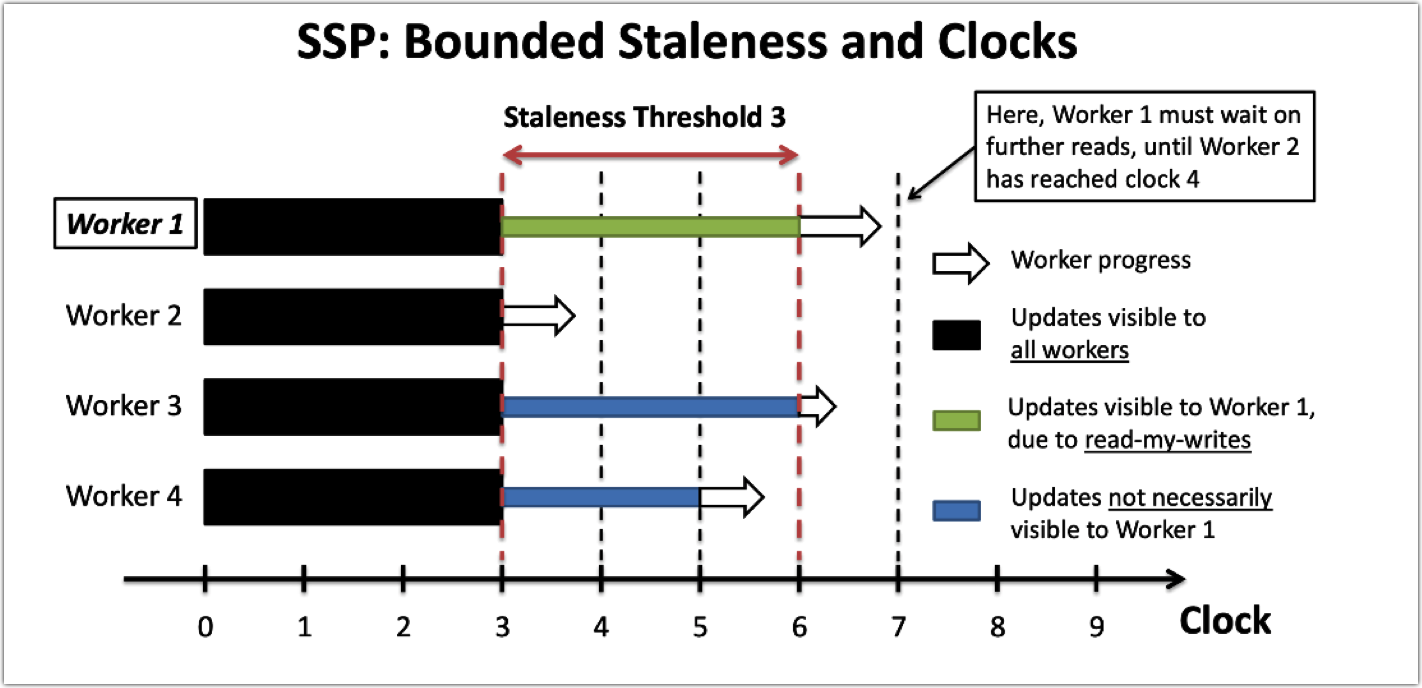 SSP: Bounded Staleness and Clocks
Staleness Threshold 3
Here, Worker 1 must wait on
further reads, until Worker 2
has reached clock 4
Worker 1
Worker 2
Worker 3
Worker 4
Worker progress
Updates visible to
all workers
Updates visible to Worker 1,
due to read-my-writes
Updates not necessarily
visible to Worker 1
0 1 2 3 4 5 6 7 8 9
Clock